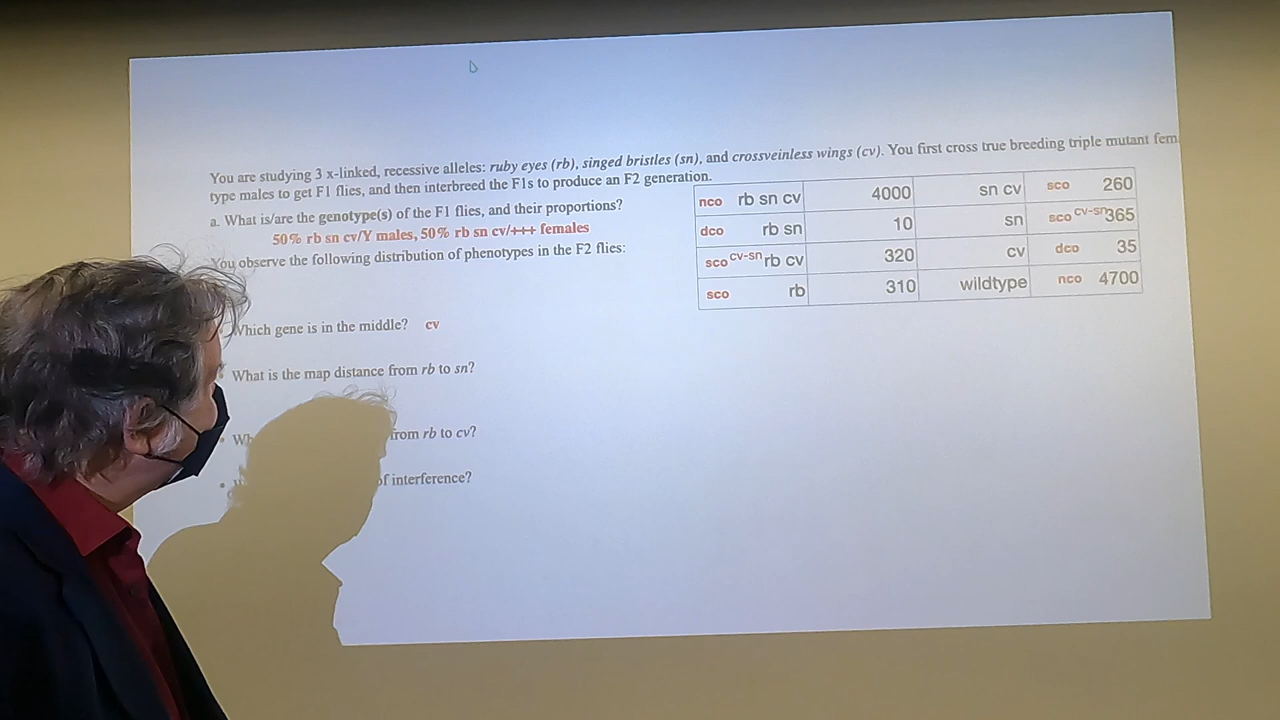 You are studying 3 x-linked, recessive alleles: ruby eyes (rb), singed bristles (sn), and crossveinless wings (cv). You first cross true breeding triple mutant fem
type males to get F1 flies, and then interbreed the F1s to produce an F2 generation.
a. What is/are the genotype(s) of the F1 flies, and their proportions?
50% rb sn cv/Y males, 50% rb sn cv/+++ females
You observe the following distribution of phenotypes in the F2 flies:
nco rb sn cv 4000 sn cv sco 260
dco rb sn 10 sn sco cv-sn 365
sco cv-sn rb cv 320 cv dco 35
sco rb 310 wildtype nco 4700
Which gene is in the middle? cv
What is the map distance from rb to sn?
from rb to cv?
of interference?